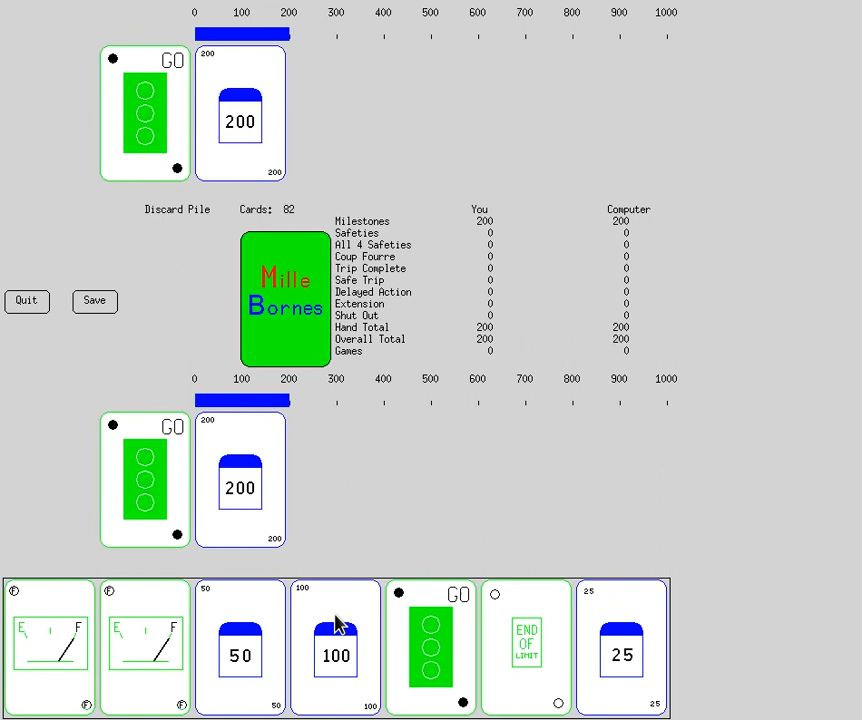 0 100 200 300 400 500 600 700 800 900 1000
GO 200
200
200
Discard Pile Cards: 82 You Computer
Milestones 200 200
Safeties 0 0
All 4 Safeties 0 0
Coup Fourre 0 0
Trip Complete 0 0
Safe Trip 0 0
Delayed Action 0 0
Extension 0 0
Shut Out 0 0
Hand Total 200 200
Overall Total 200 200
Games 0 0
Mille
Bornes
Quit Save
0 100 200 300 400 500 600 700 800 900 1000
GO 200
200
200
F F 50 100 GO 25
E F E F 50 100 END
OF
LIMIT 25
F F 50 100 25